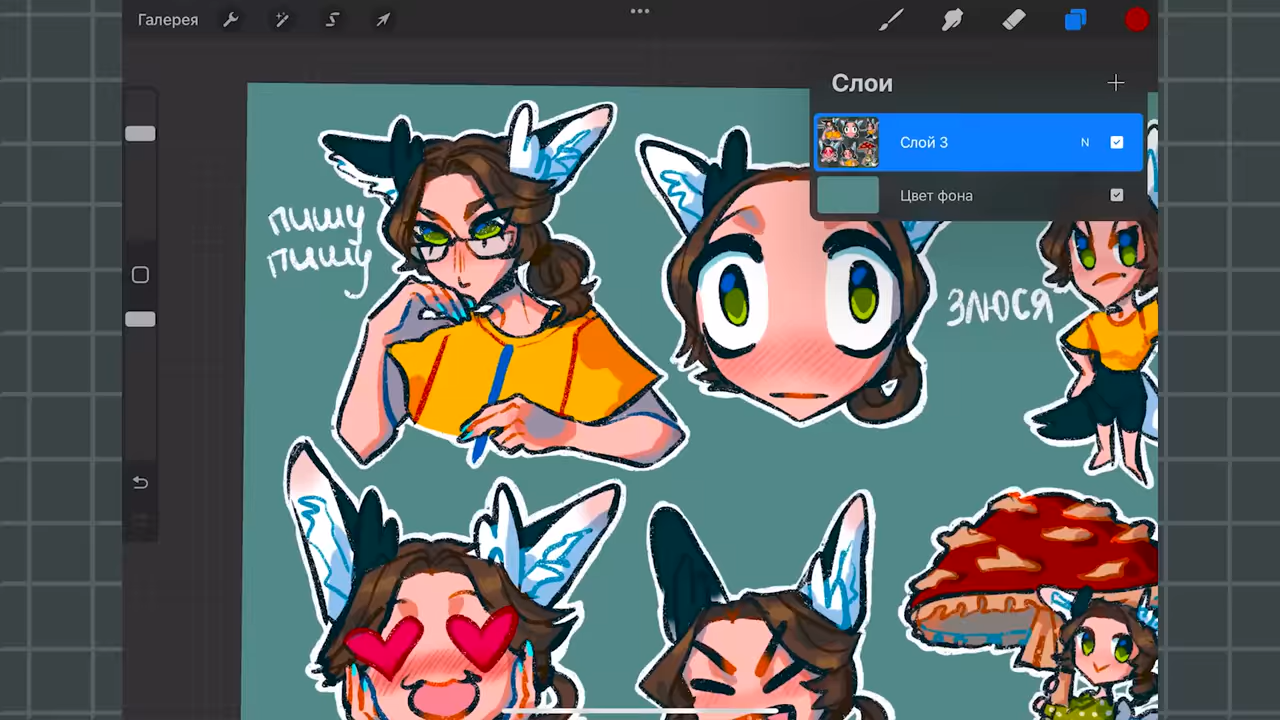 Галерея
Слои
Слой 3 N
Цвет фона
пишу
пишу
ЗЛЮСЯ